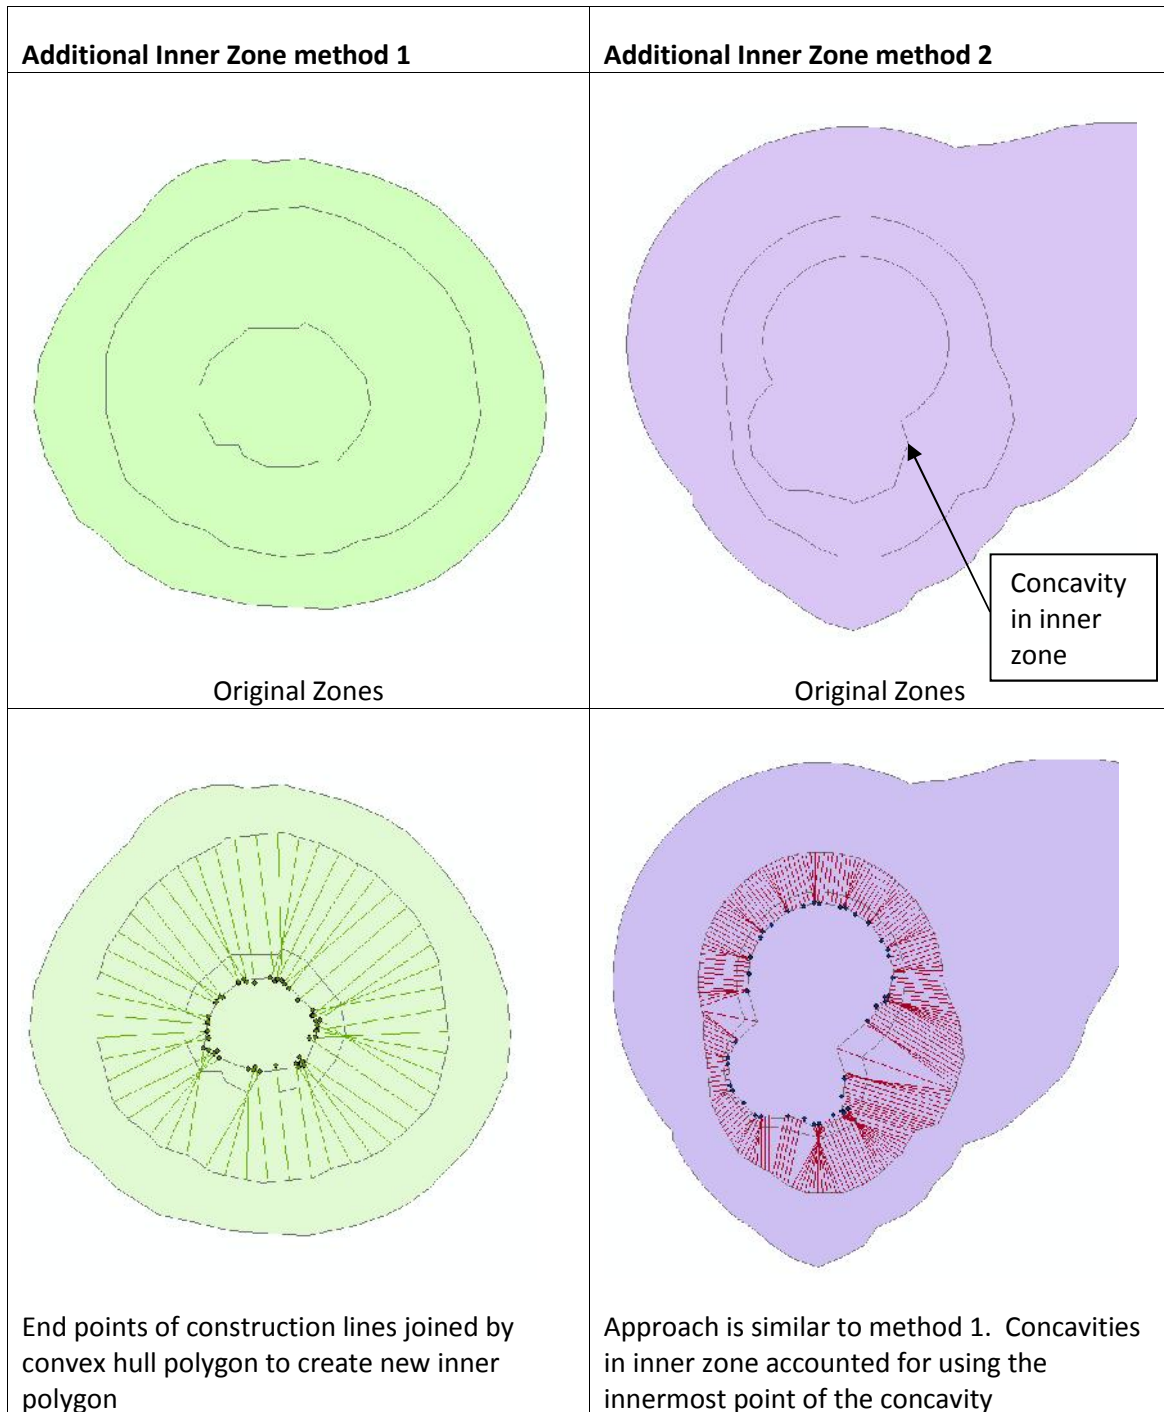 Additional Inner Zone method 1
Additional Inner Zone method 2
Concavity
in inner
zone
Original Zones
Original Zones
End points of construction lines joined by
convex hull polygon to create new inner
polygon
Approach is similar to method 1.  Concavities
in inner zone accounted for using the
innermost point of the concavity